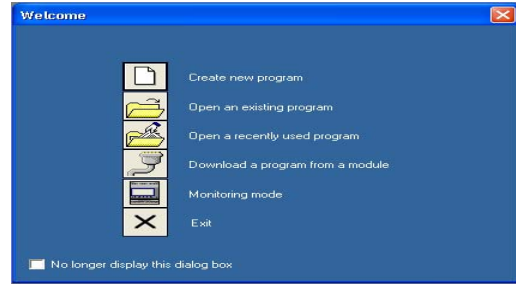 Welcome
Create new program
Open an existing program
Open a recently used program
Download a program from a module
Monitoring mode
Exit
No longer display this dialog box